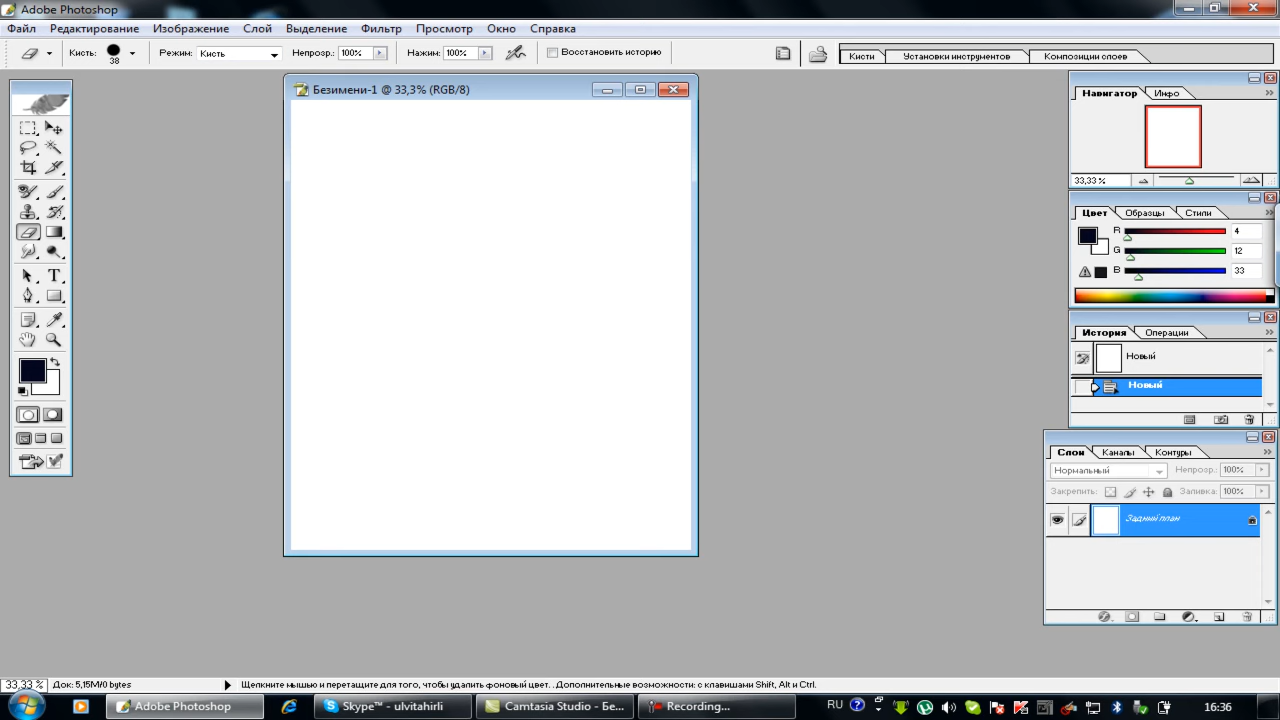 Adobe Photoshop
Файл Редактирование Изображение Слой Выделение Фильтр Просмотр Окно Справка
Кисть: 38 Режим: Кисть Непрозр.: 100% Нажим: 100% Восстановить историю Кисти Установки инструментов Композиции слоев
Безимени-1 @ 33,3% (RGB/8)
Навигатор Инфо
33,33 %
Цвет Образцы Стили
R 4
G 12
B 33
История Операции
Новый
Новый
Слои Каналы Контуры
Нормальный Непрозр.: 100%
Закрепить: Заливка: 100%
Задний план
33,33 % Док: 5,15M/0 bytes Щелкните мышью и перетащите для того, чтобы удалить фоновый цвет. .Дополнительные возможности: с клавишами Shift, Alt и Ctrl.
Adobe Photoshop Skype™ - ulvitahirli Camtasia Studio - Бе... Recording... RU 16:36